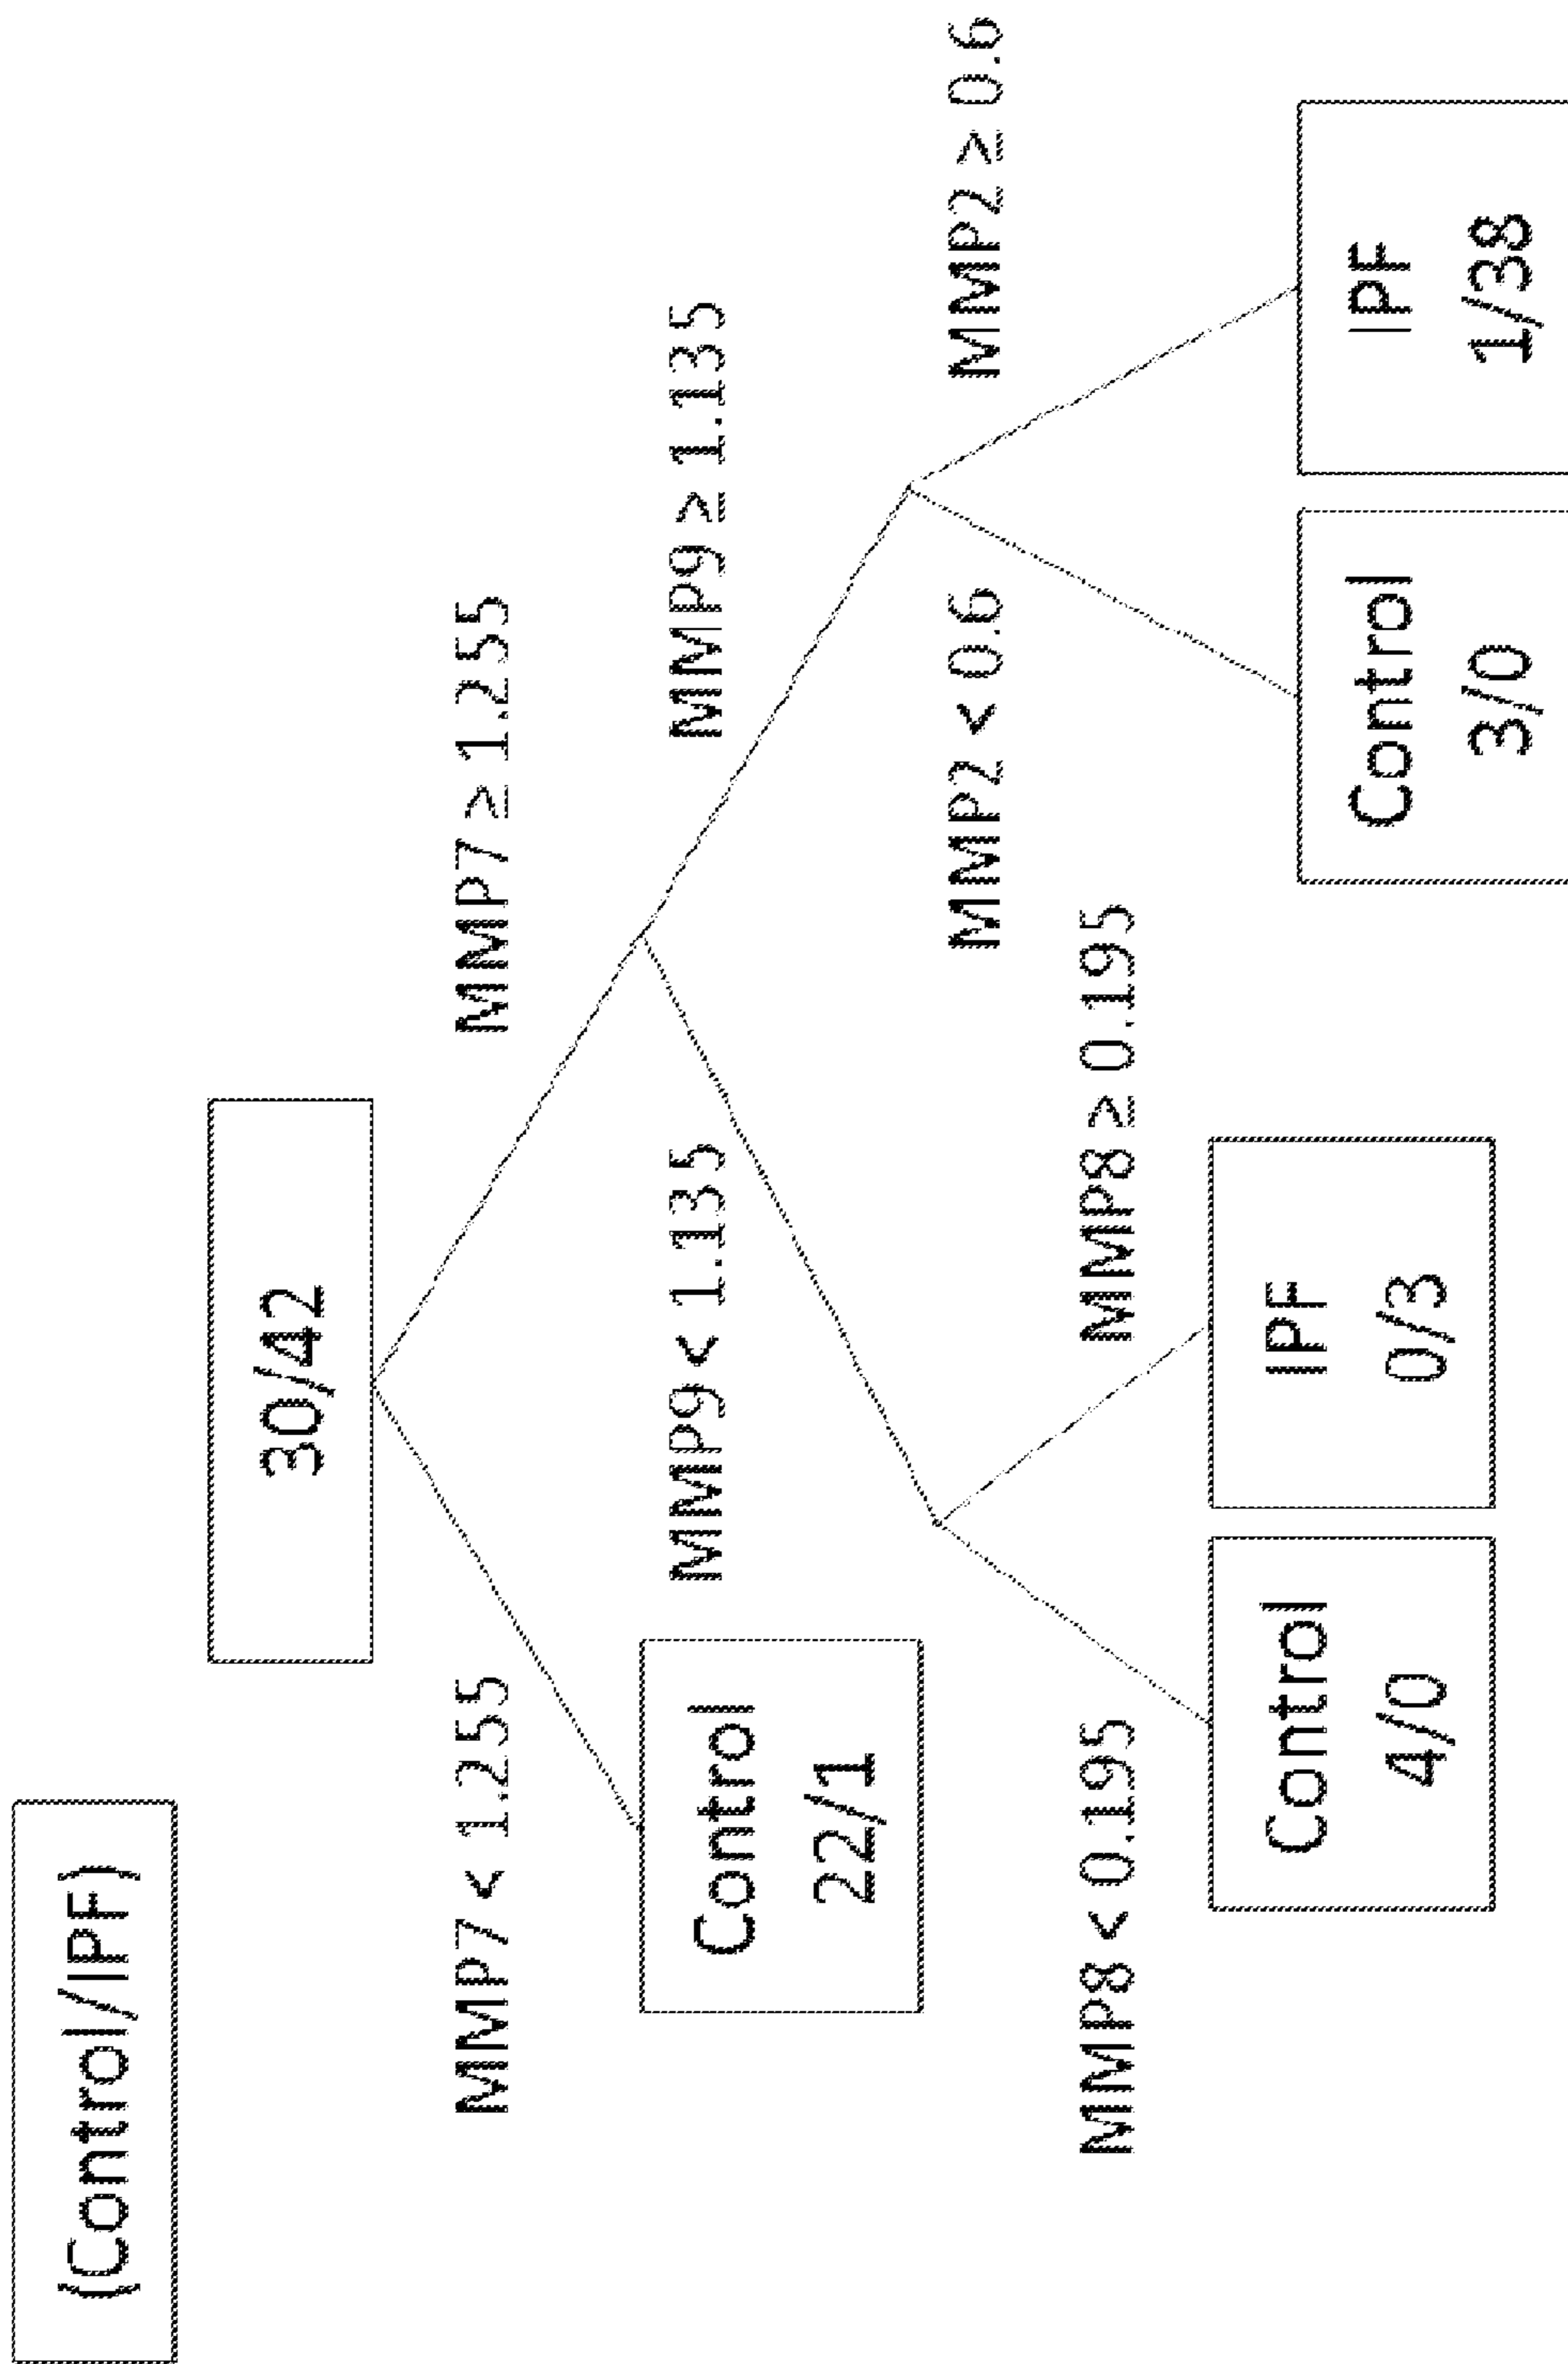 (Control/IPF)
30/42
MMP7 < 1.255
MMP7 ≥ 1.255
Control
22/1
MMP9 < 1.135
MMP9 ≥ 1.135
MMP8 < 0.195
MMP8 ≥ 0.195
MMP2 < 0.6
MMP2 ≥ 0.6
Control
4/0
IPF
0/3
Control
3/0
IPF
1/38